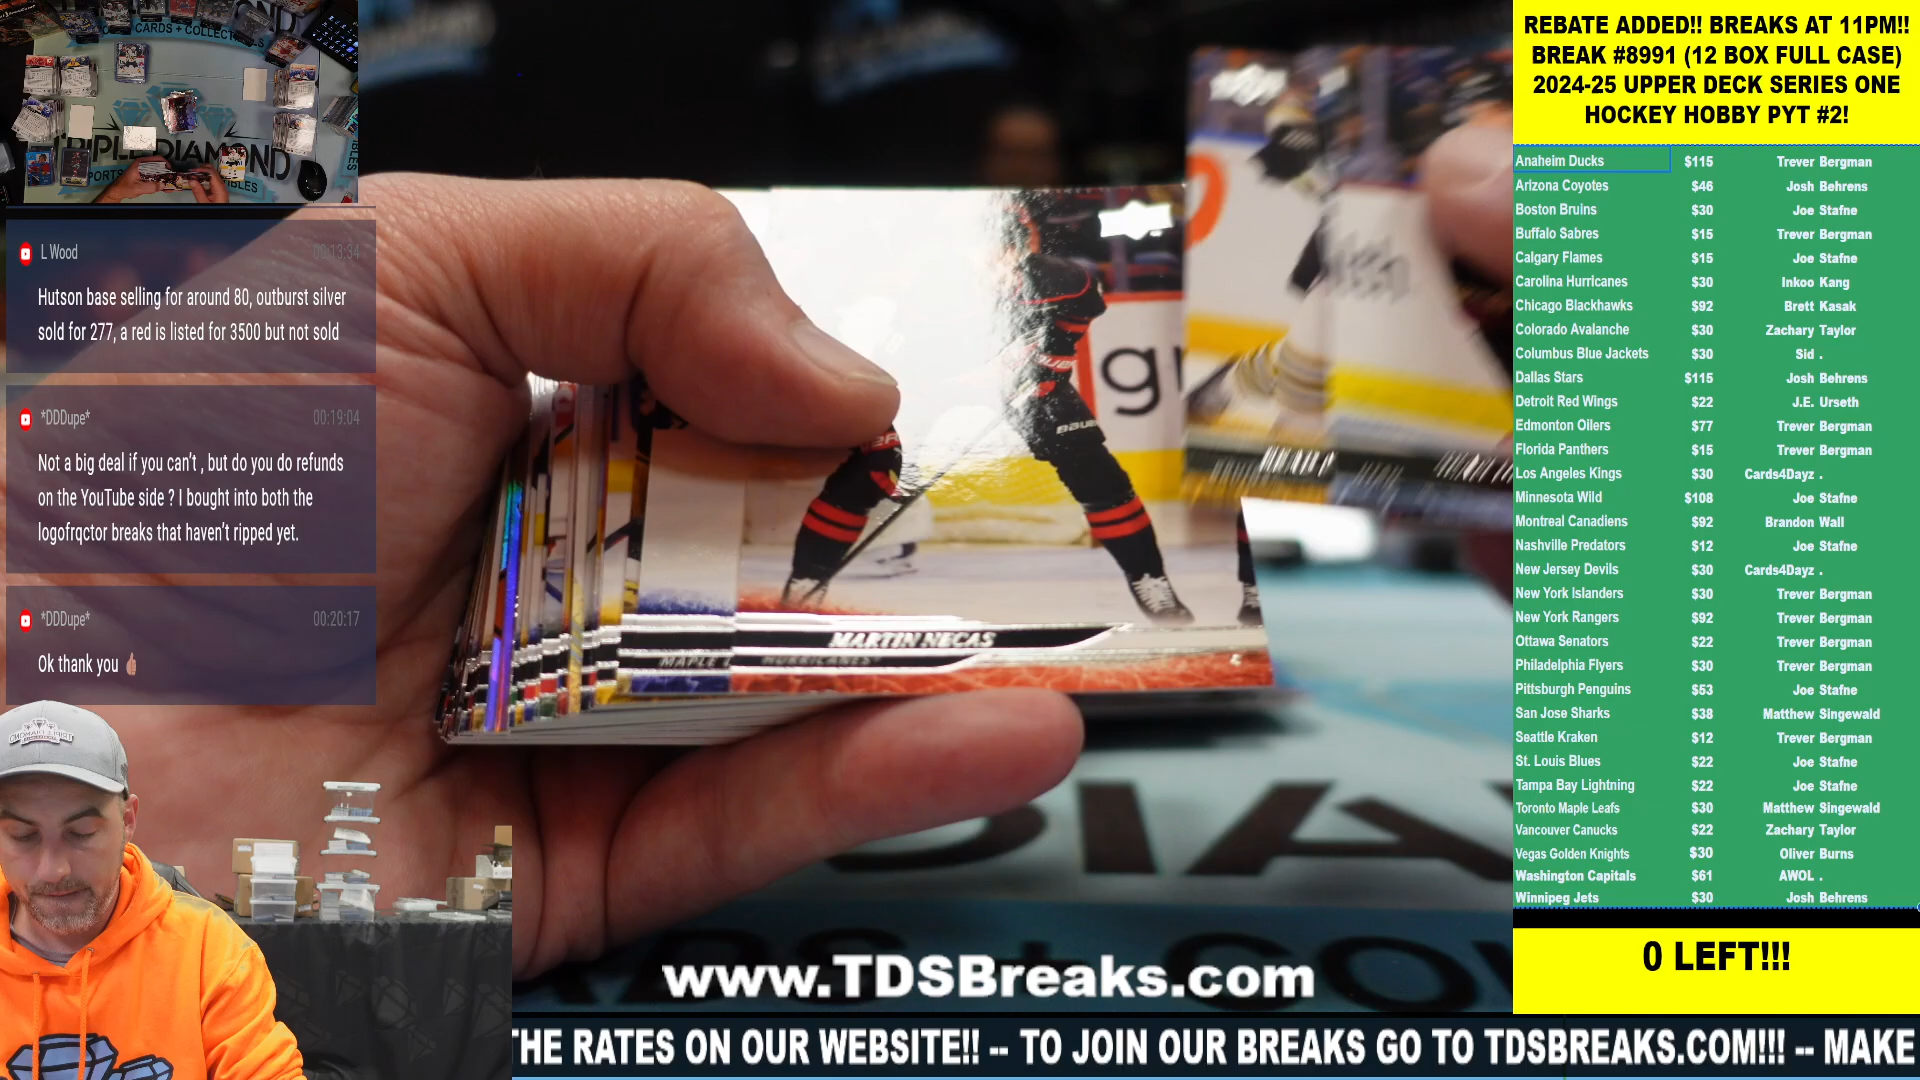 CARDS + COLLECTIBLES
TRIPLE DIAMOND
L Wood 00:13:34
Hutson base selling for around 80, outburst silver
sold for 277, a red is listed for 3500 but not sold
*DDDupe* 00:19:04
Not a big deal if you can't , but do you do refunds
on the YouTube side ? I bought into both the
logofrqctor breaks that haven't ripped yet.
*DDDupe* 00:20:17
Ok thank you 👍🏽
g
BAUER
MARTIN NECAS
MAPLE L
HURRICANES
DIA
www.TDSBreaks.com
THE RATES ON OUR WEBSITE!! -- TO JOIN OUR BREAKS GO TO TDSBREAKS.COM!!! -- MAKE
REBATE ADDED!! BREAKS AT 11PM!!
BREAK #8991 (12 BOX FULL CASE)
2024-25 UPPER DECK SERIES ONE
HOCKEY HOBBY PYT #2!
Anaheim Ducks $115 Trever Bergman
Arizona Coyotes $46 Josh Behrens
Boston Bruins $30 Joe Stafne
Buffalo Sabres $15 Trever Bergman
Calgary Flames $15 Joe Stafne
Carolina Hurricanes $30 Inkoo Kang
Chicago Blackhawks $92 Brett Kasak
Colorado Avalanche $30 Zachary Taylor
Columbus Blue Jackets $30 Sid .
Dallas Stars $115 Josh Behrens
Detroit Red Wings $22 J.E. Urseth
Edmonton Oilers $77 Trever Bergman
Florida Panthers $15 Trever Bergman
Los Angeles Kings $30 Cards4Dayz .
Minnesota Wild $108 Joe Stafne
Montreal Canadiens $92 Brandon Wall
Nashville Predators $12 Joe Stafne
New Jersey Devils $30 Cards4Dayz .
New York Islanders $30 Trever Bergman
New York Rangers $92 Trever Bergman
Ottawa Senators $22 Trever Bergman
Philadelphia Flyers $30 Trever Bergman
Pittsburgh Penguins $53 Joe Stafne
San Jose Sharks $38 Matthew Singewald
Seattle Kraken $12 Trever Bergman
St. Louis Blues $22 Joe Stafne
Tampa Bay Lightning $22 Joe Stafne
Toronto Maple Leafs $30 Matthew Singewald
Vancouver Canucks $22 Zachary Taylor
Vegas Golden Knights $30 Oliver Burns
Washington Capitals $61 AWOL .
Winnipeg Jets $30 Josh Behrens
0 LEFT!!!